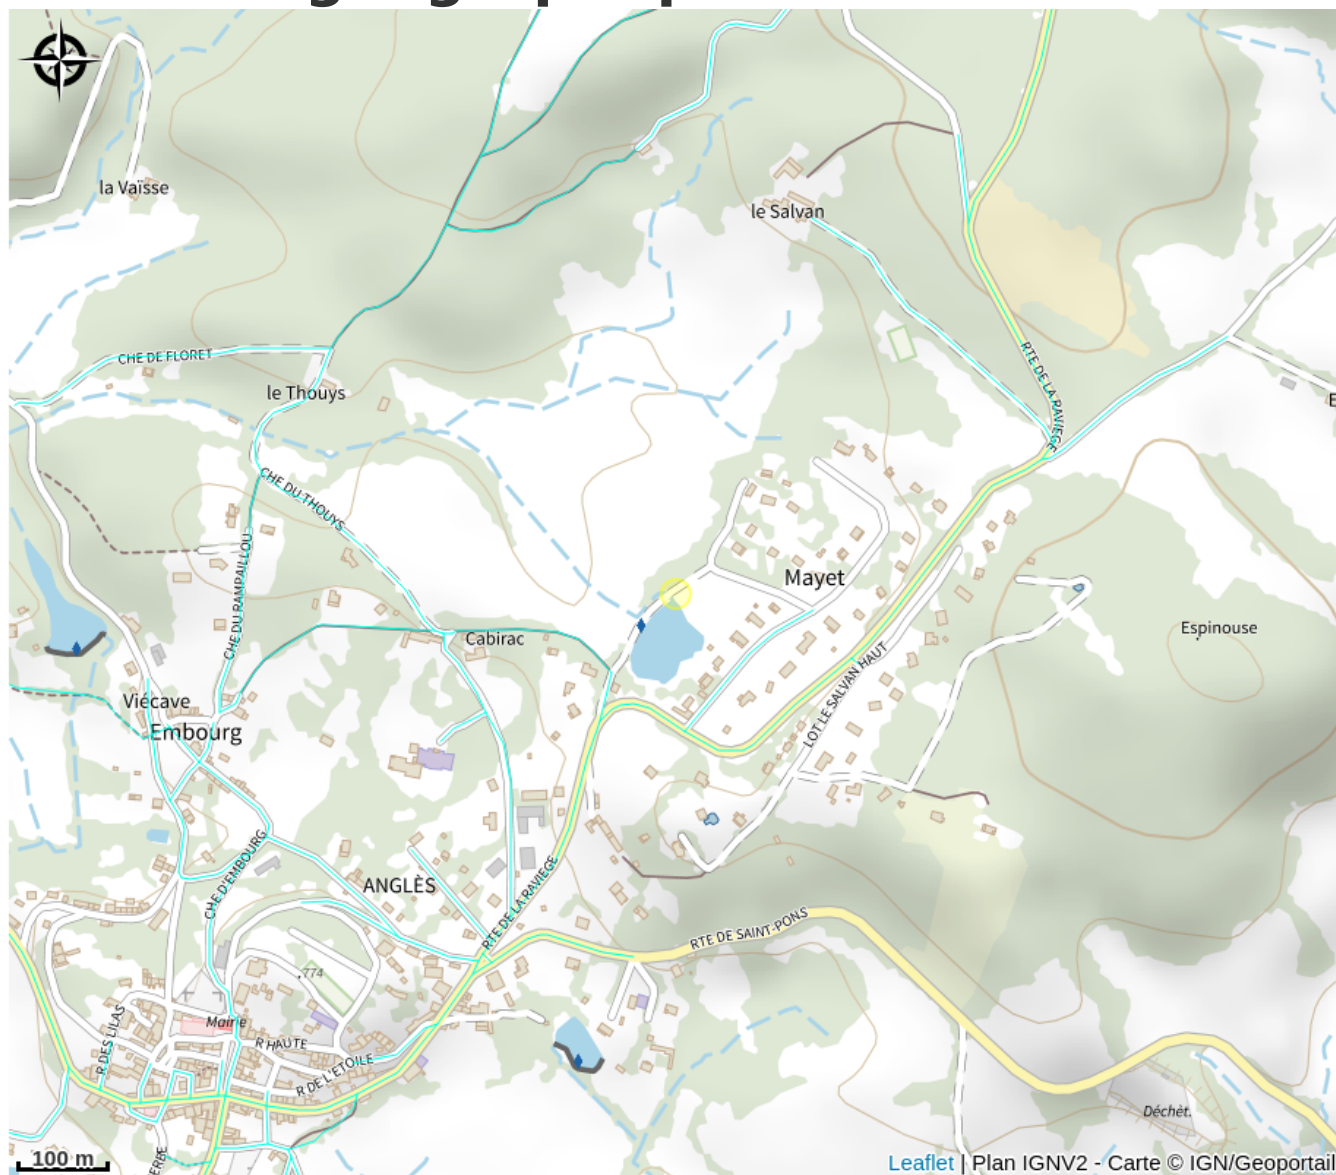 la Vaïsse
le Salvan
CHE DE FLORET
le Thouys
RTE DE LA RAVIEGE
CHE DU THOUYS
CHE DU RAMPAILLOU
Mayet
Cabirac
Espinouse
Viécave
Embourg
LOT LE SALVAN HAUT
CHE D'EMBOURG
ANGLÈS
RTE DE LA RAVIEGE
RTE DE SAINT-PONS
774
R DES LILAS
Mairie
R HAUTE
R DE L'ETOILE
Déchèt.
100 m
Leaflet | Plan IGNV2 - Carte © IGN/Geoportail